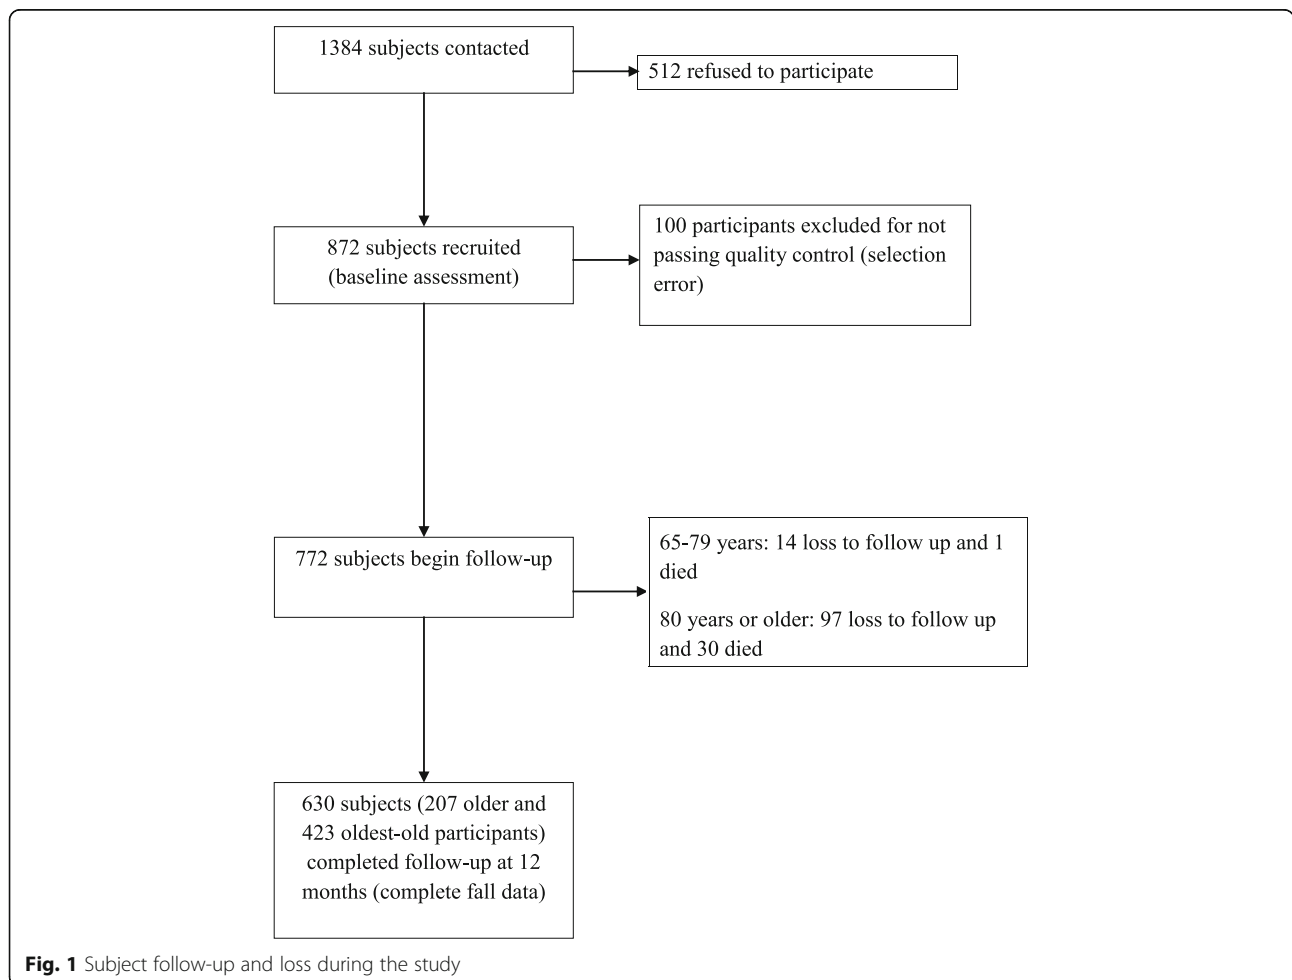 1384 subjects contacted
512 refused to participate
872 subjects recruited
(baseline assessment)
100 participants excluded for not
passing quality control (selection
error)
772 subjects begin follow-up
65-79 years: 14 loss to follow up and 1
died
80 years or older: 97 loss to follow up
and 30 died
630 subjects (207 older and
423 oldest-old participants)
completed follow-up at 12
months (complete fall data)
Fig. 1 Subject follow-up and loss during the study